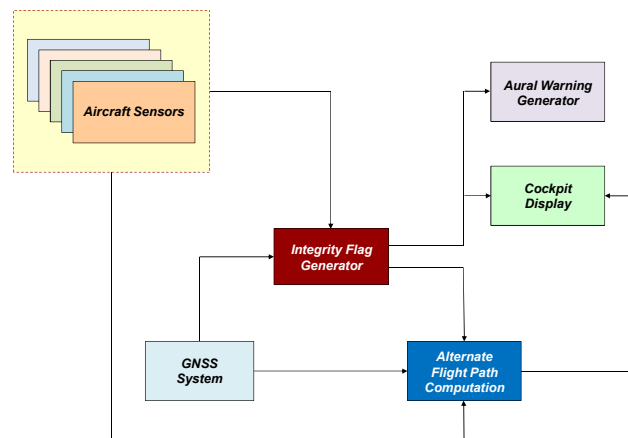 Aircraft Sensors
Aural Warning
Generator
Cockpit
Display
Integrity Flag
Generator
GNSS
System
Alternate
Flight Path
Computation